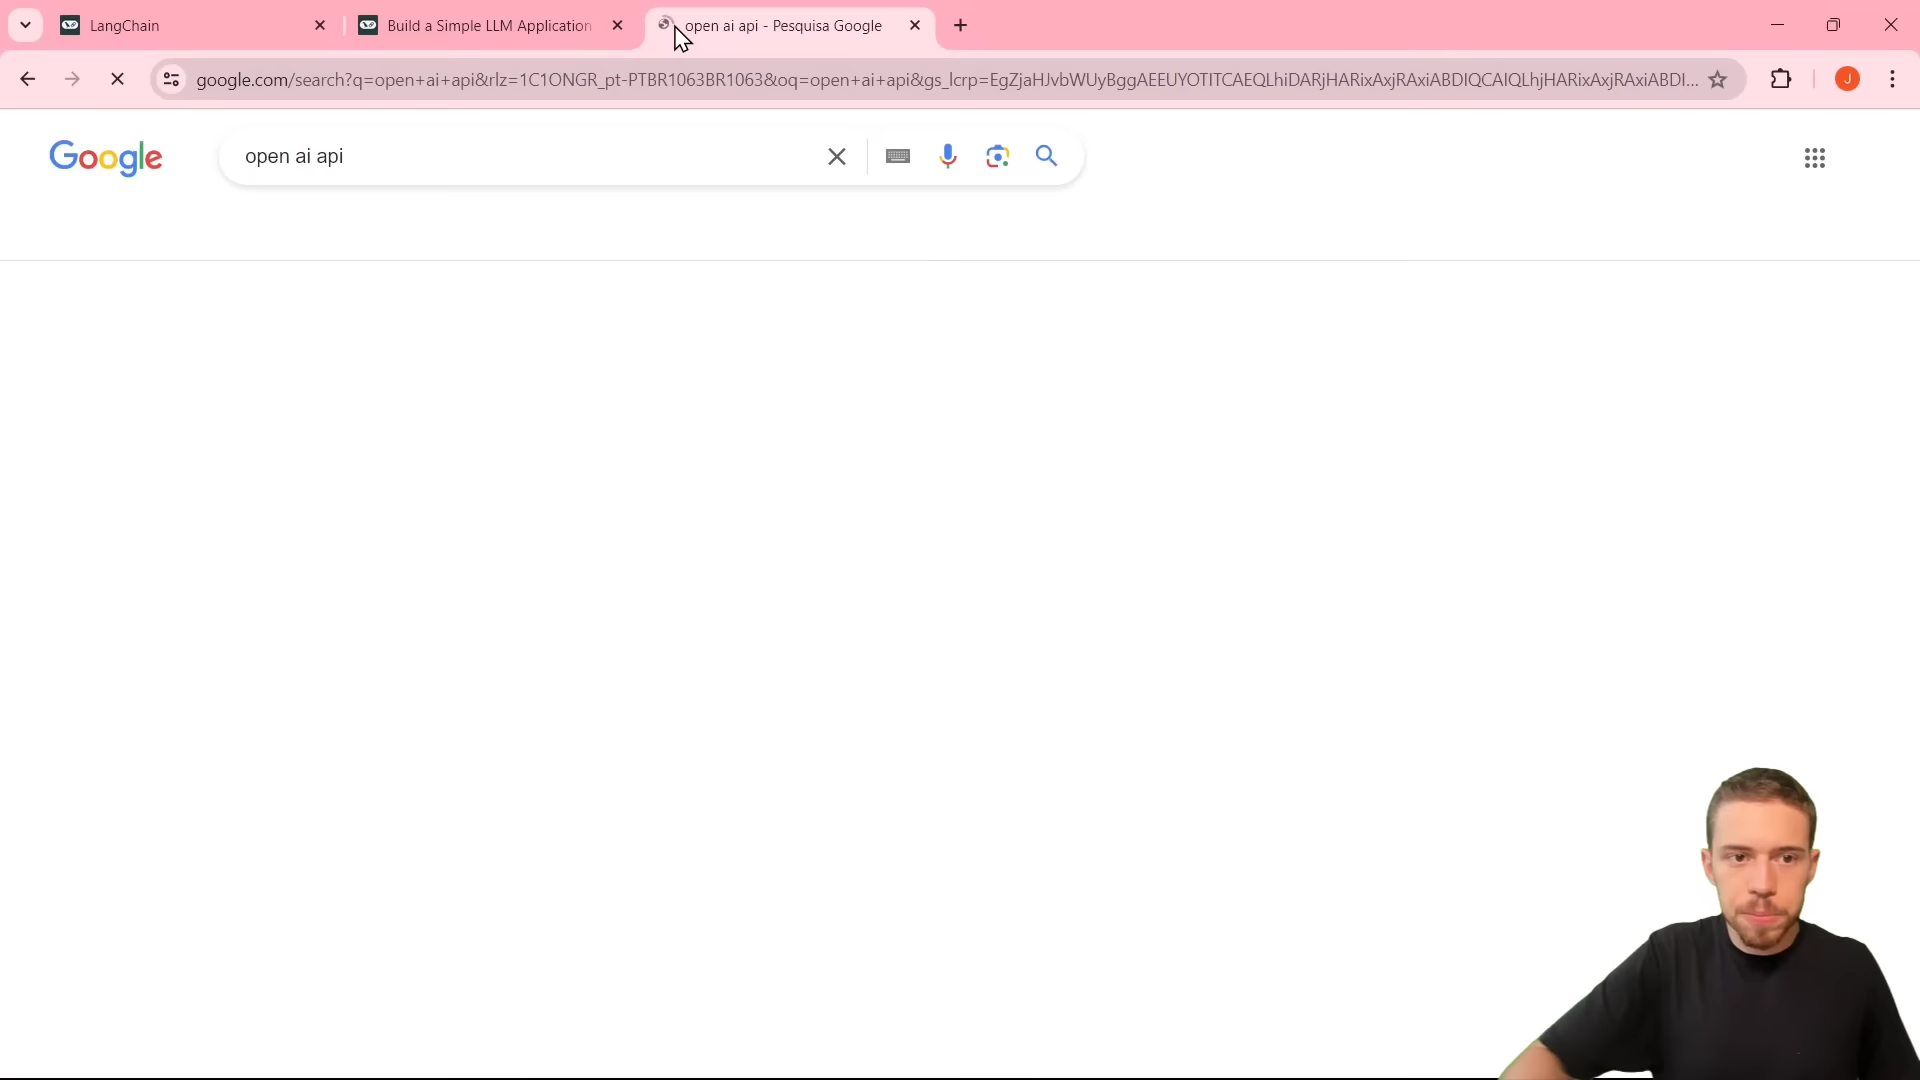 LangChain
Build a Simple LLM Application
open ai api - Pesquisa Google
google.com/search?q=open+ai+api&rlz=1C1ONGR_pt-PTBR1063BR1063&oq=open+ai+api&gs_lcrp=EgZjaHJvbWUyBggAEEUYOTITCAEQLhiDARjHARixAxjRAxiABDIQCAIQLhjHARixAxjRAxiABDI...
J
Google
open ai api